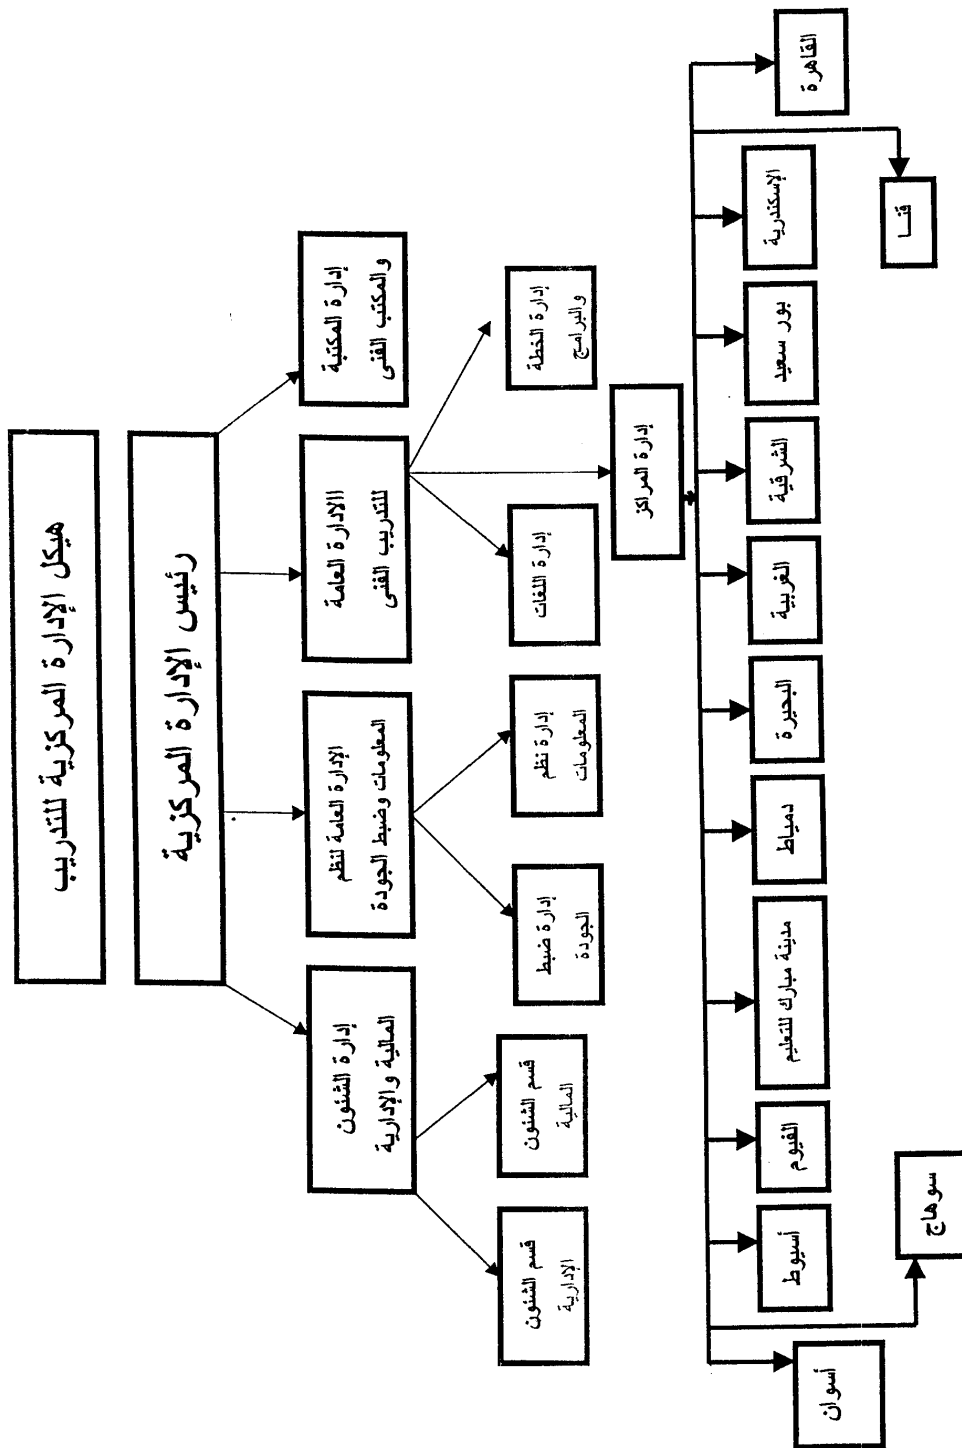 هيكل الإدارة المركزية للتدريب
رئيس الإدارة المركزية
إدارة المكتبة
والمكتب الفنى
الادارة العامة
للتدريب الفنى
الإدارة العامة لنظم
المعلومات وضبط الجودة
إدارة الشئون
المالية والإدارية
إدارة الخطة
والبرامج
إدارة المراكز
إدارة اللغات
إدارة نظم
المعلومات
إدارة ضبط
الجودة
قسم الشئون
المالية
قسم الشئون
الإدارية
القاهرة
قنا
الإسكندرية
بور سعيد
الشرقية
الغربية
البحيرة
دمياط
مدينة مبارك للتعليم
الفيوم
أسيوط
سوهاج
أسوان